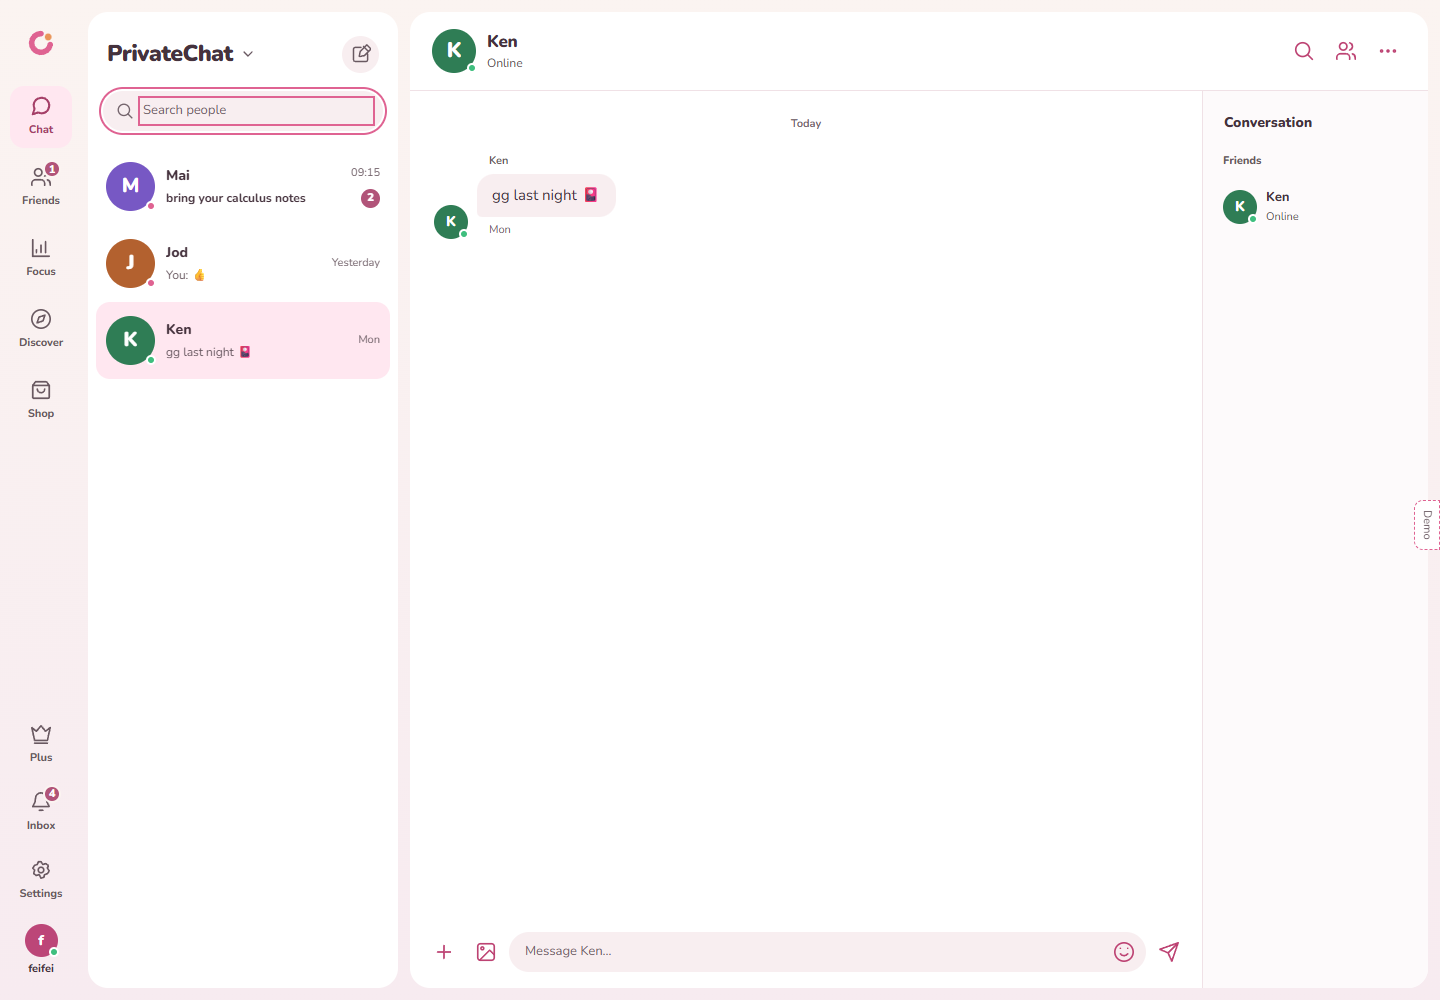 Chat
1
Friends
Focus
Discover
Shop
Plus
4
Inbox
Settings
f
feifei
PrivateChat
Search people
M
Mai
09:15
bring your calculus notes
2
J
Jod
Yesterday
You: 👍
K
Ken
Mon
gg last night 🎴
K
Ken
Online
Today
Ken
gg last night 🎴
K
Mon
Message Ken...
Conversation
Friends
K
Ken
Online
Demo